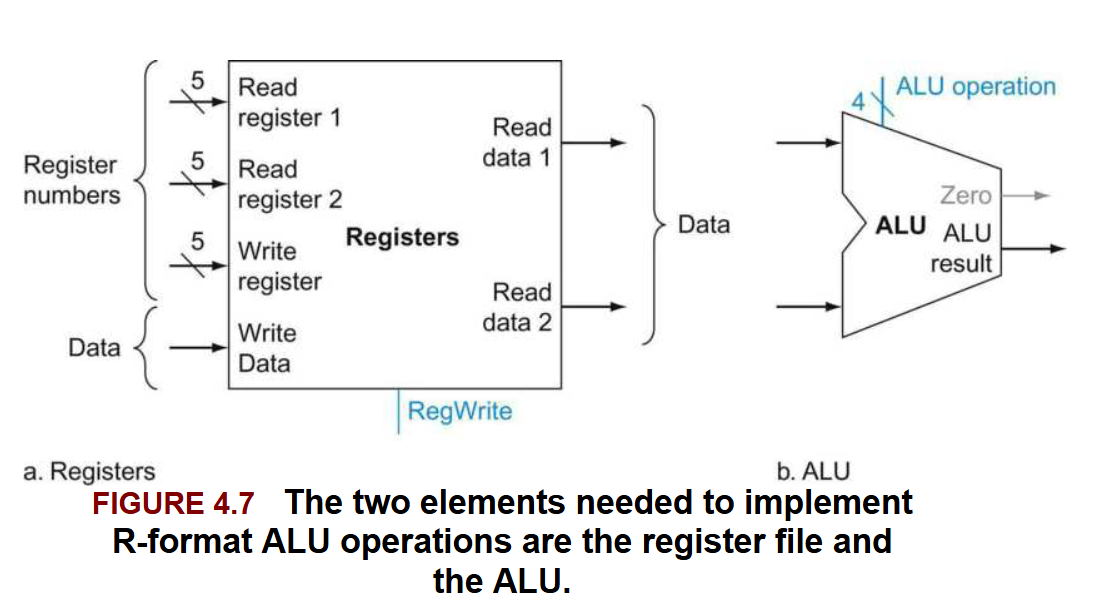 5
Read
register 1
5
Read
register 2
5
Write
register
Write
Data
Register
numbers
Data
Registers
Read
data 1
Read
data 2
Data
RegWrite
a. Registers
4
ALU operation
Zero
ALU
ALU
result
b. ALU
FIGURE 4.7 The two elements needed to implement
R-format ALU operations are the register file and
the ALU.